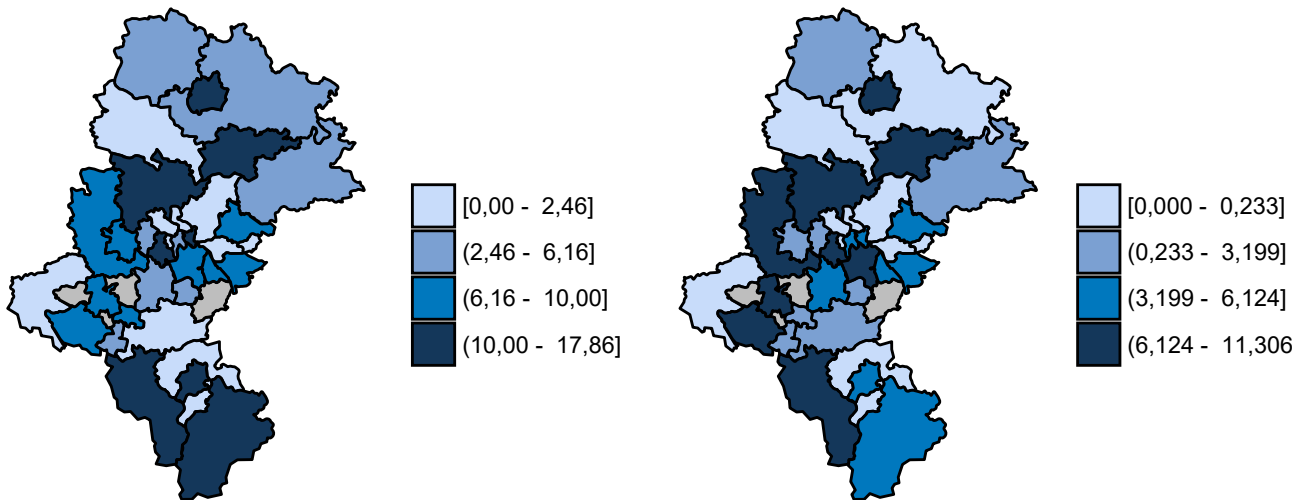 [0,00 - 2,46]
(2,46 - 6,16]
(6,16 - 10,00]
(10,00 - 17,86]
[0,000 - 0,233]
(0,233 - 3,199]
(3,199 - 6,124]
(6,124 - 11,306